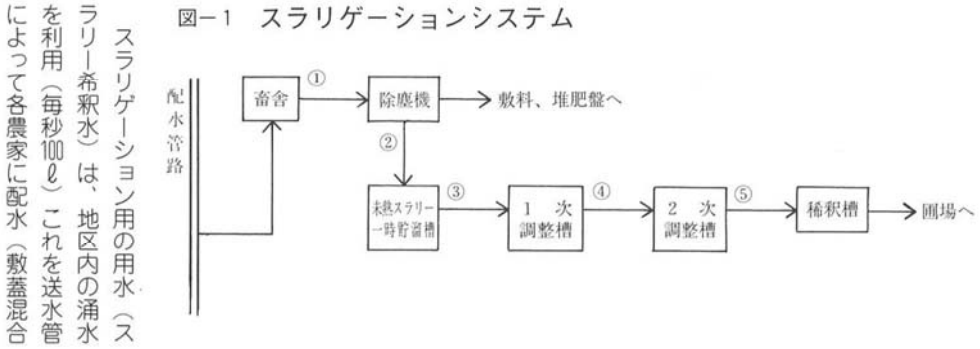 図－1　スラリゲーションシステム
配水管路
畜舎
①
除塵機
敷料、堆肥盤へ
②
未熟スラリー
一時貯溜槽
③
1　次
調整槽
④
2　次
調整槽
⑤
稀釈槽
圃場へ
スラリゲーション用の用水（ス
ラリー希釈水）は、地区内の湧水
を利用（毎秒100ℓ）これを送水管
によって各農家に配水（敷蓋混合